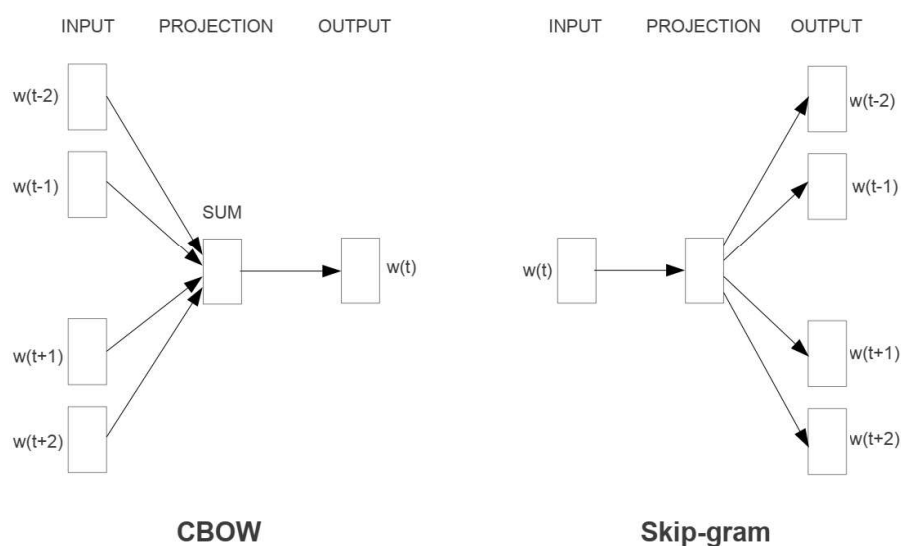 INPUT PROJECTION OUTPUT
w(t-2)
w(t-1)
SUM
w(t)
w(t+1)
w(t+2)
CBOW
INPUT PROJECTION OUTPUT
w(t-2)
w(t-1)
w(t)
w(t+1)
w(t+2)
Skip-gram